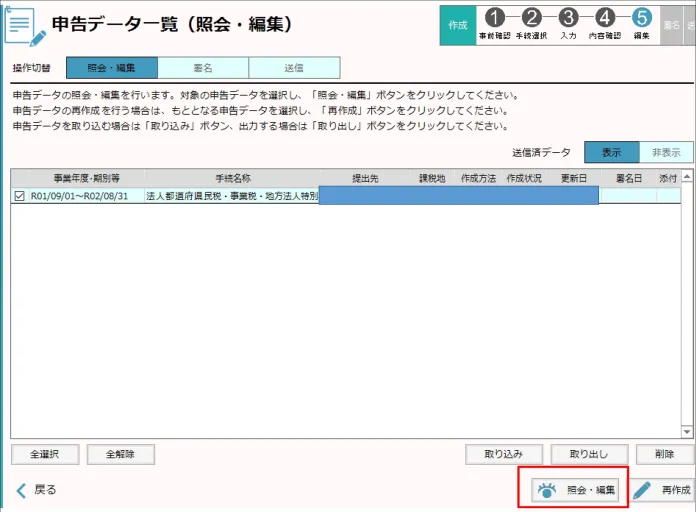 申告データ一覧（照会・編集）
作成
1 2 3 4 5
事前確認 手続選択 入力 内容確認 編集
署名 送
操作切替 照会・編集 署名 送信
申告データの照会・編集を行います。対象の申告データを選択し、「照会・編集」ボタンをクリックしてください。
申告データの再作成を行う場合は、もととなる申告データを選択し、「再作成」ボタンをクリックしてください。
申告データを取り込む場合は「取り込み」ボタン、出力する場合は「取り出し」ボタンをクリックしてください。
送信済データ 表示 非表示
事業年度･期別等 手続名称 提出先 課税地 作成方法 作成状況 更新日 署名日 添付
R01/09/01～R02/08/31 法人都道府県民税・事業税・地方法人特別
全選択 全解除 取り込み 取り出し 削除
戻る 照会・編集 再作成